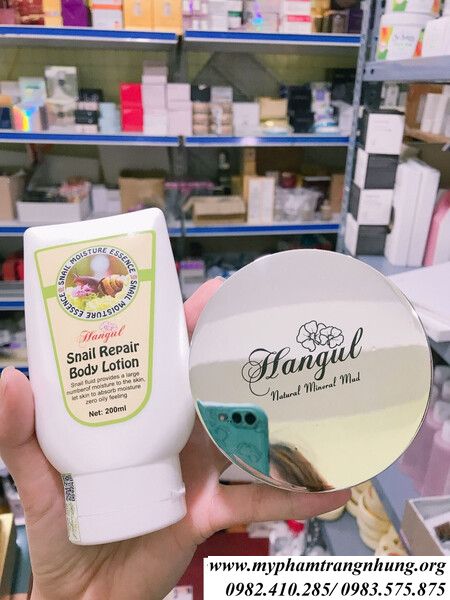 SNAIL MOISTURE ESSENCE
SNAIL MOISTURE ESSENCE
Hangul
Snail Repair
Body Lotion
Snail fluid provides a large
numberof moisture to the skin,
let skin to absorb moisture
zero oily feeling
Net: 200ml
Hangul
Natural Mineral Mud
www.myphamtrangnhung.org
0982.410.285/ 0983.575.875